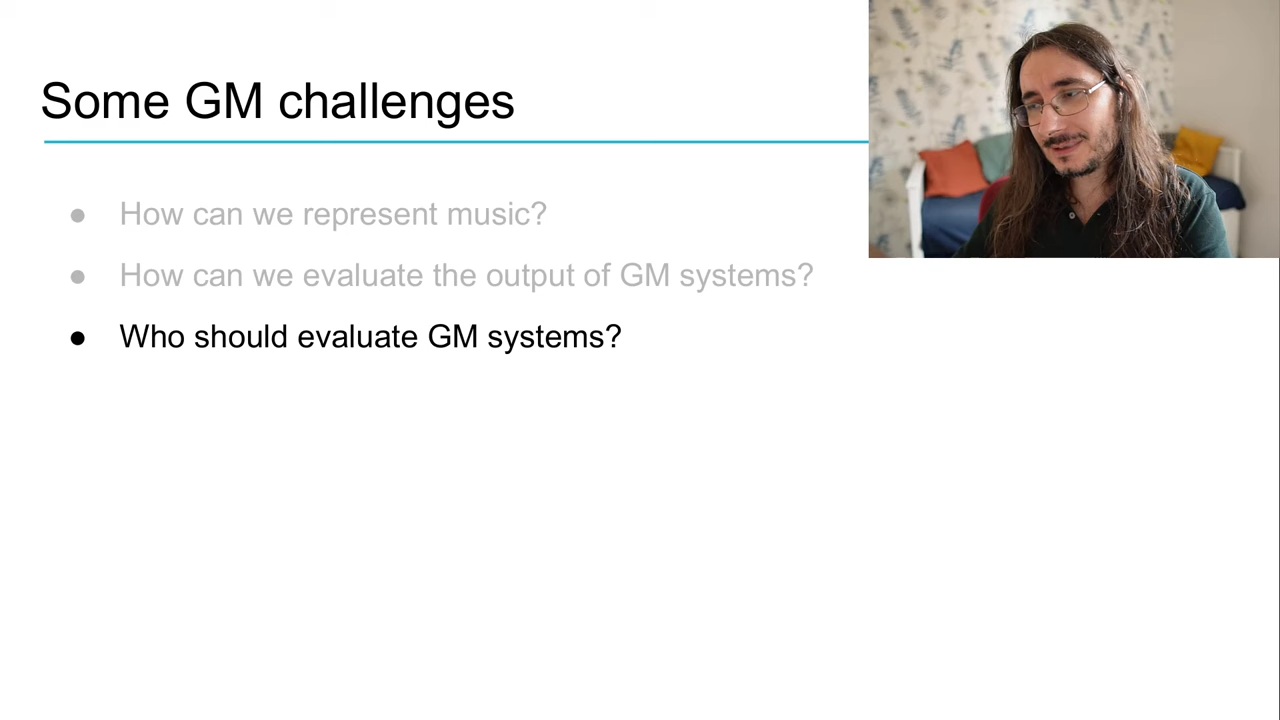 Some GM challenges
● How can we represent music?
● How can we evaluate the output of GM systems?
● Who should evaluate GM systems?